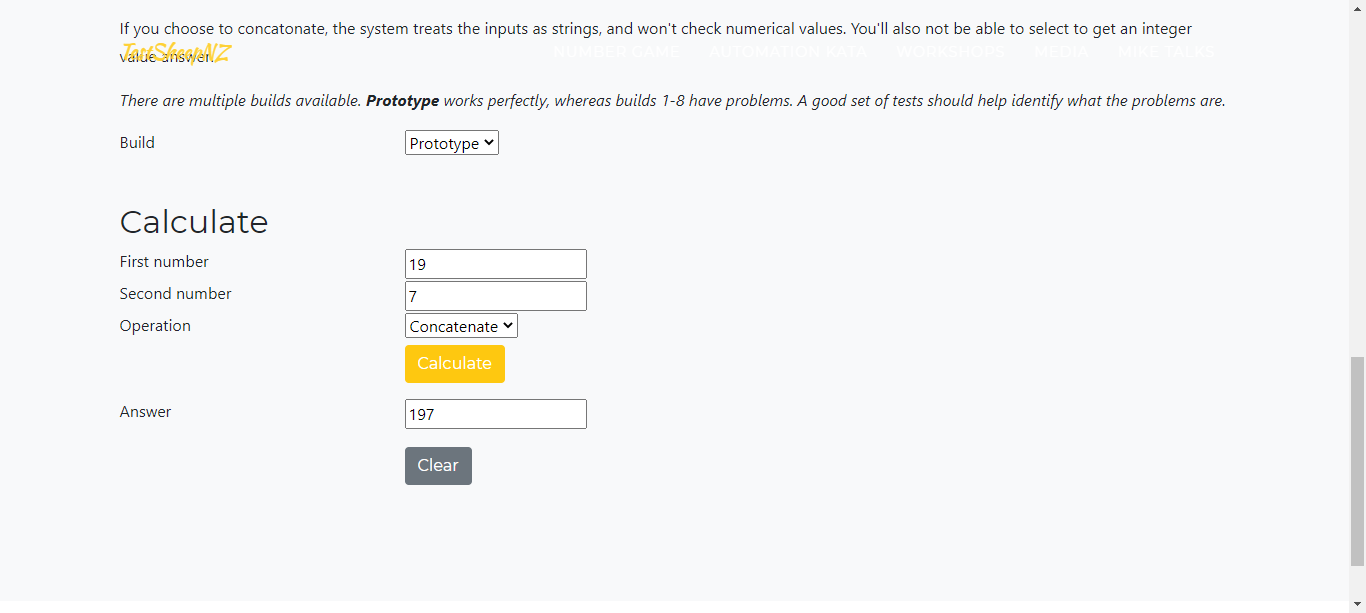 If you choose to concatonate, the system treats the inputs as strings, and won't check numerical values. You'll also not be able to select to get an integer
TestSheepNZ NUMBER GAME AUTOMATION KATA WORKSHOPS MEDIA MIKE TALKS
value answer.
There are multiple builds available. Prototype works perfectly, whereas builds 1-8 have problems. A good set of tests should help identify what the problems are.
Build Prototype
Calculate
First number 19
Second number 7
Operation Concatenate
Calculate
Answer 197
Clear